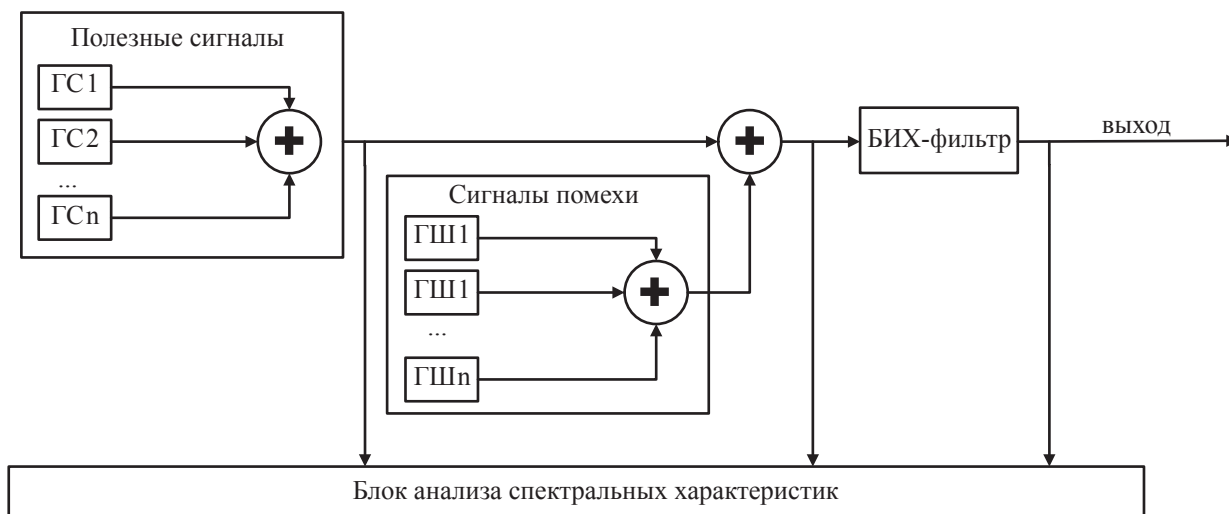 Полезные сигналы
ГС1
ГС2
...
ГСn
Сигналы помехи
ГШ1
ГШ1
...
ГШn
БИХ-фильтр
выход
Блок анализа спектральных характеристик